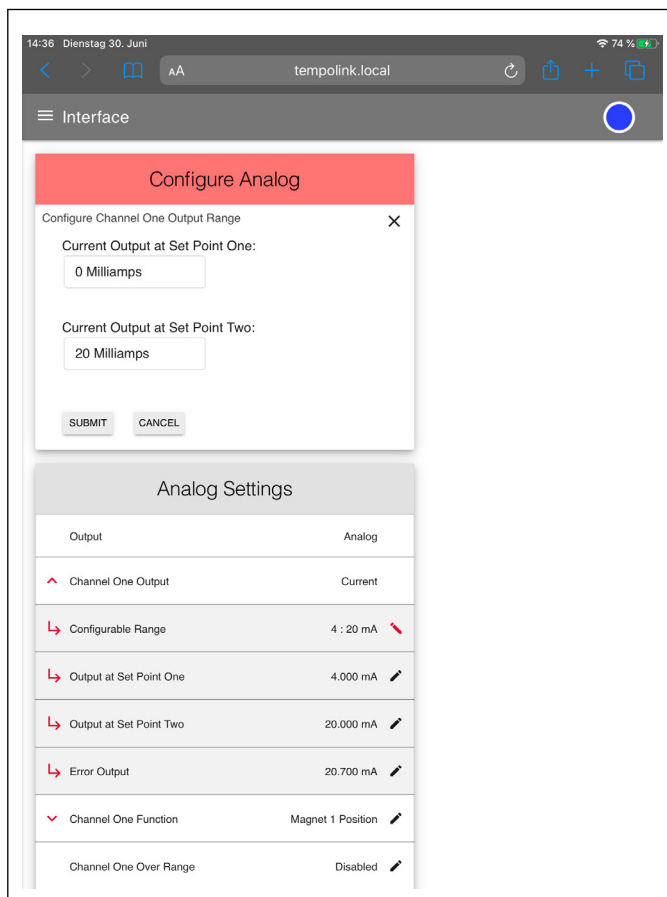 14:36 Dienstag 30. Juni 74 %
AA tempolink.local
Interface
Configure Analog
Configure Channel One Output Range
Current Output at Set Point One:
0 Milliamps
Current Output at Set Point Two:
20 Milliamps
SUBMIT CANCEL
Analog Settings
Output Analog
Channel One Output Current
Configurable Range 4 : 20 mA
Output at Set Point One 4.000 mA
Output at Set Point Two 20.000 mA
Error Output 20.700 mA
Channel One Function Magnet 1 Position
Channel One Over Range Disabled